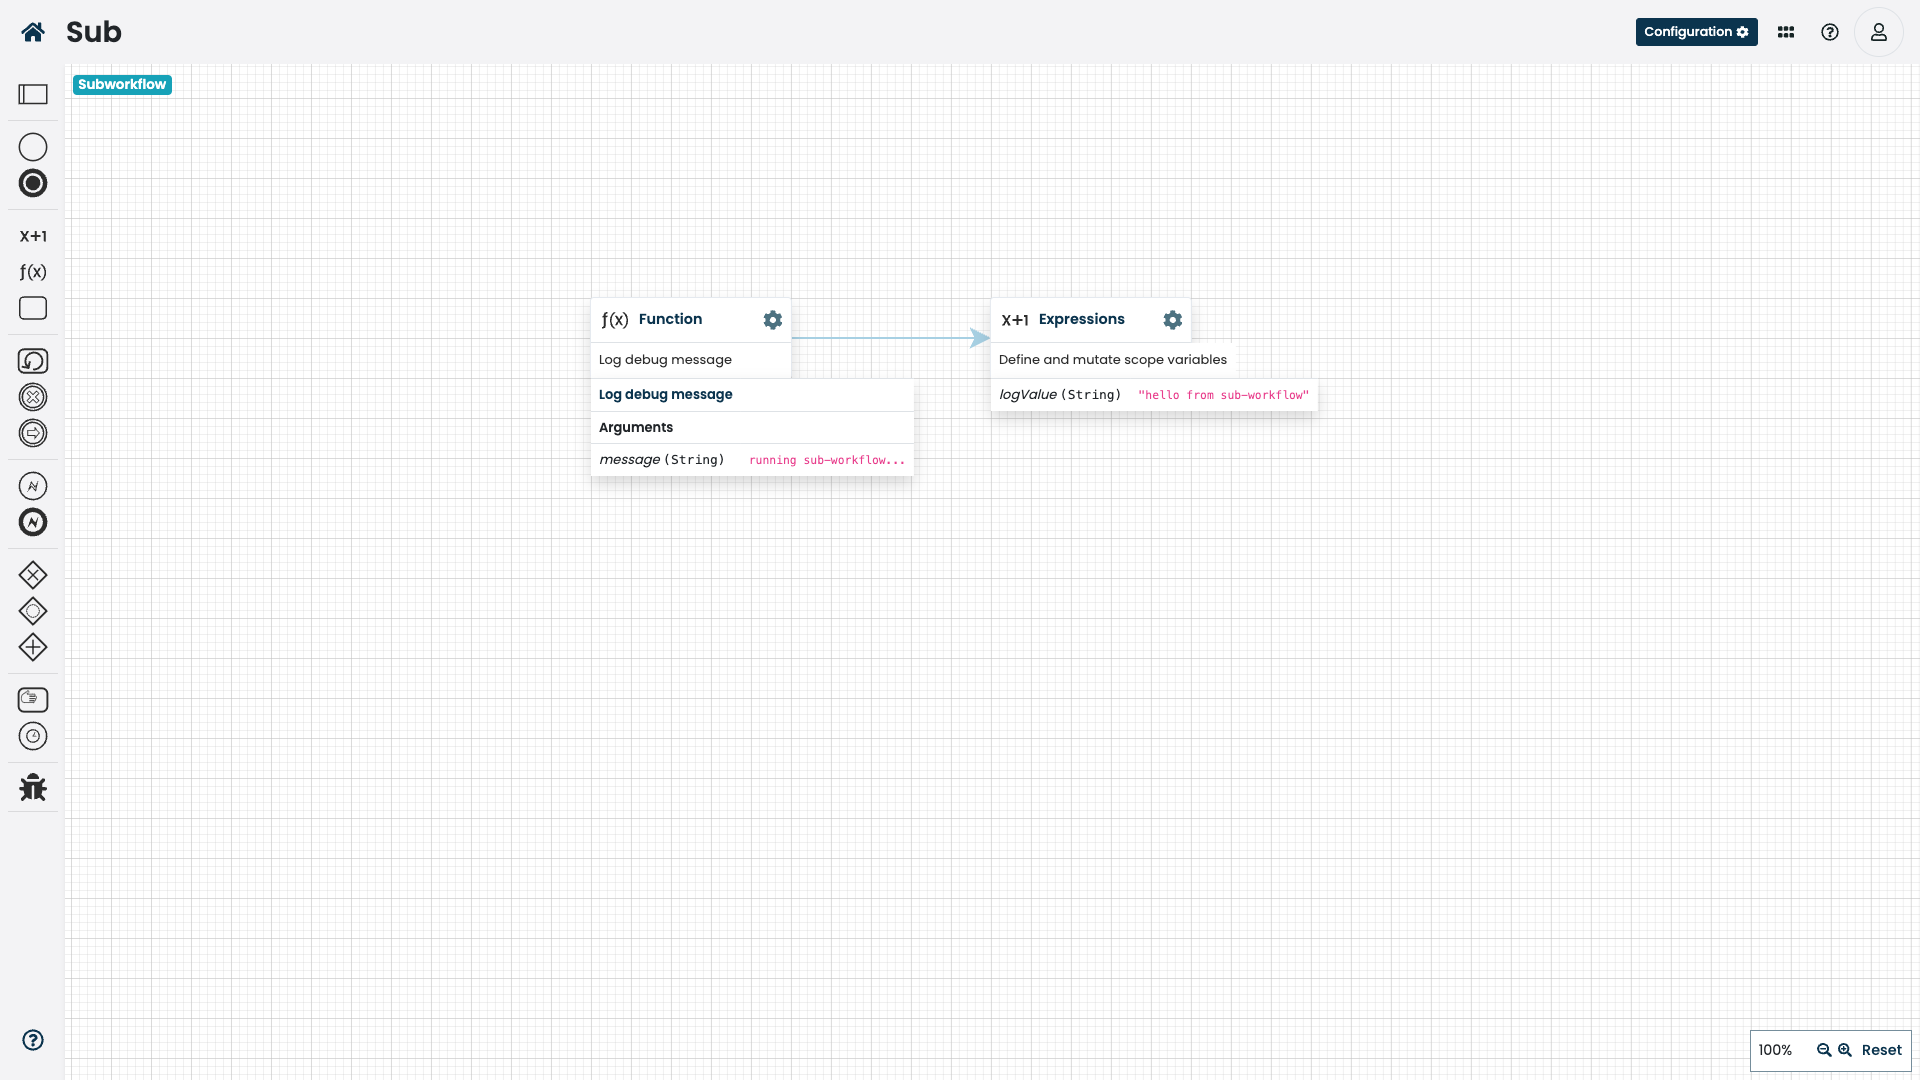 Sub
Configuration
Subworkflow
X+1
ƒ(x)
ƒ(x) Function
Log debug message
Log debug message
Arguments
message (String) running sub-workflow...
X+1 Expressions
Define and mutate scope variables
logValue (String) "hello from sub-workflow"
100% Reset